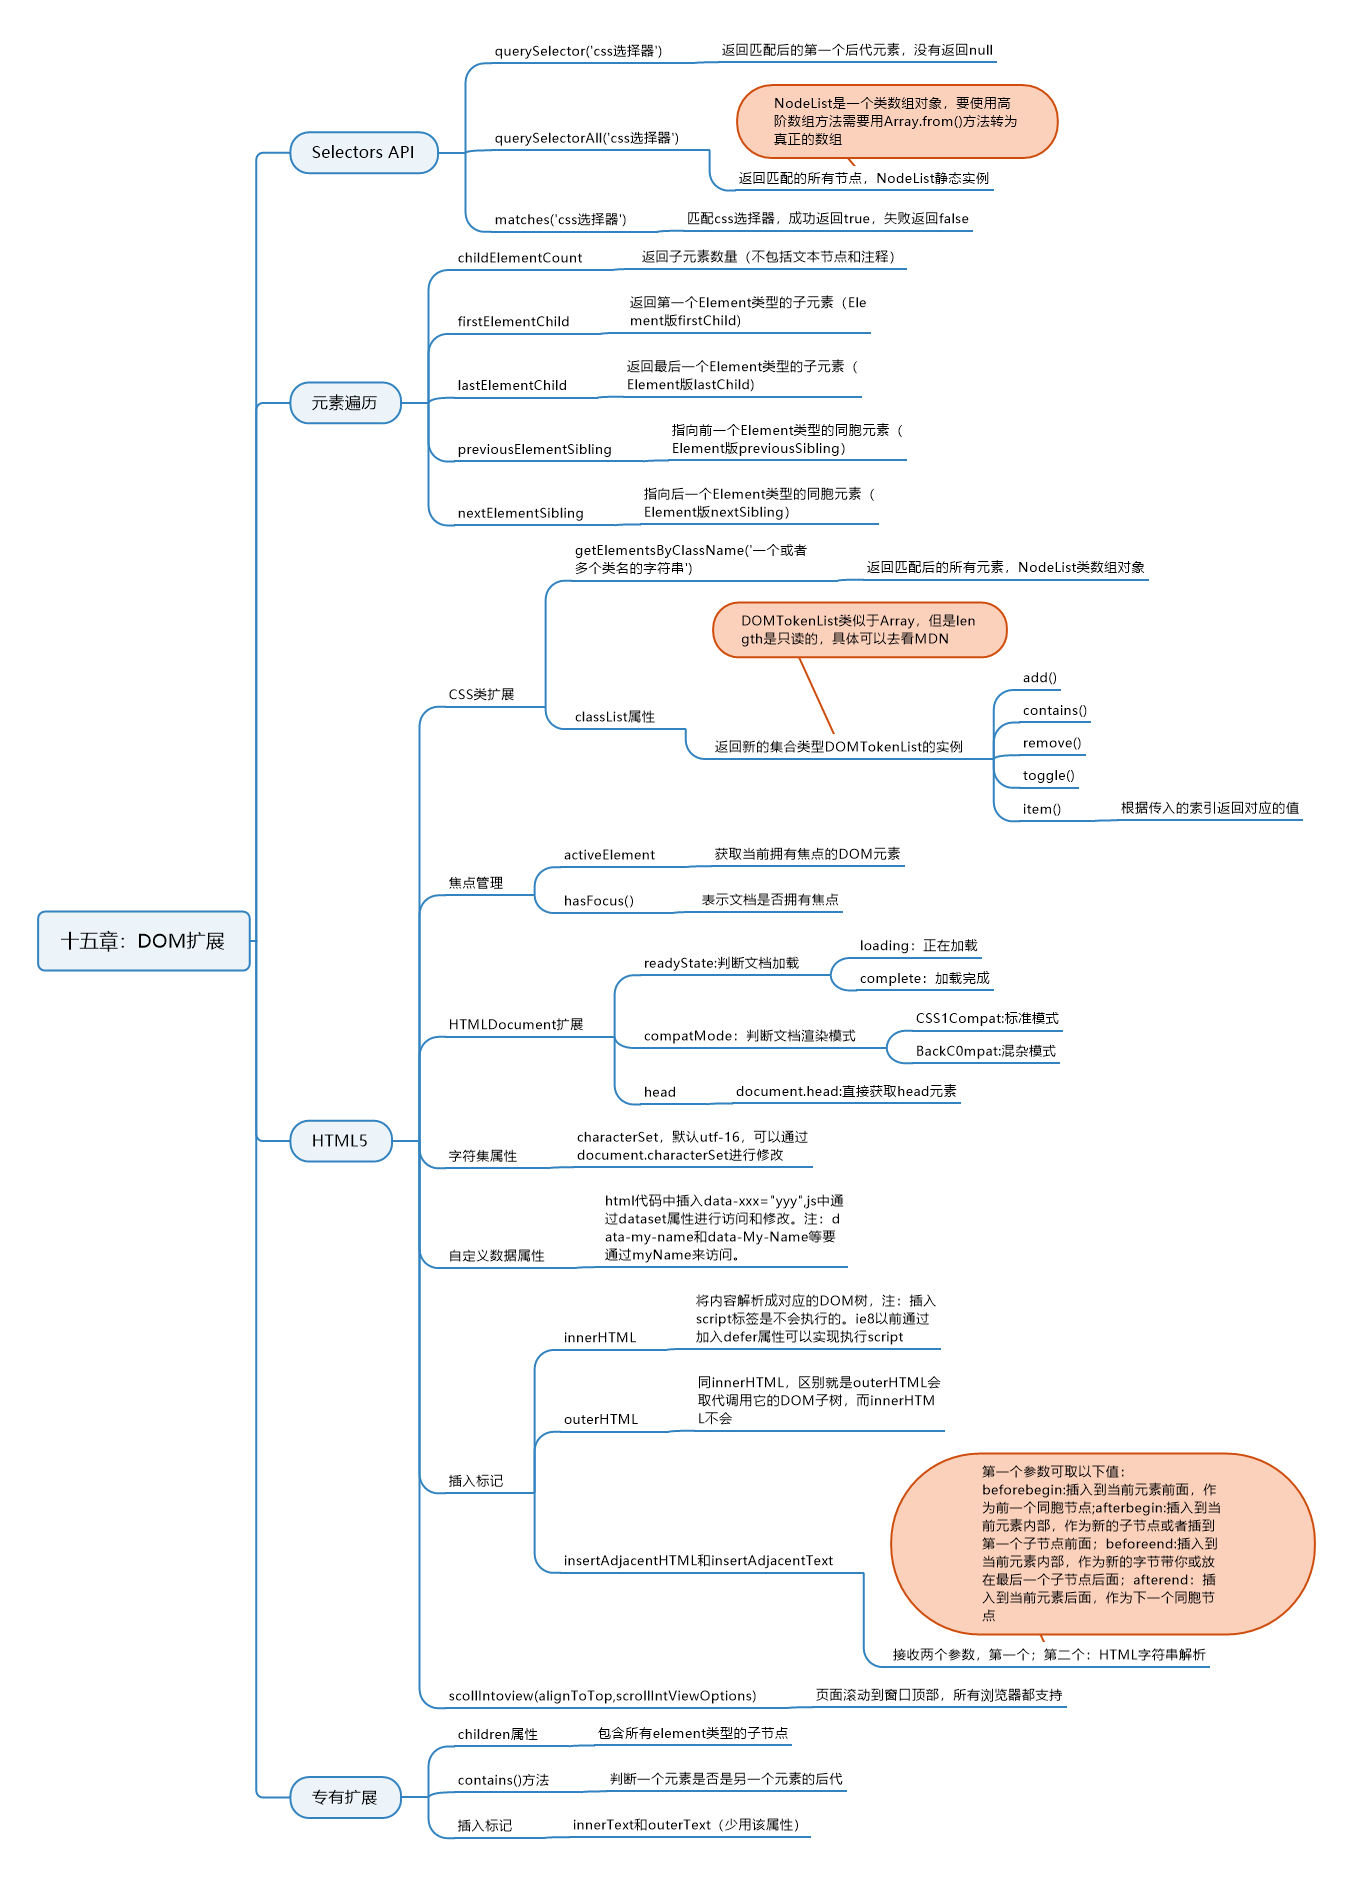 十五章：DOM扩展
Selectors API
querySelector('css选择器')
返回匹配后的第一个后代元素，没有返回null
querySelectorAll('css选择器')
NodeList是一个类数组对象，要使用高
阶数组方法需要用Array.from()方法转为
真正的数组
返回匹配的所有节点，NodeList静态实例
matches('css选择器')
匹配css选择器，成功返回true，失败返回false
元素遍历
childElementCount
返回子元素数量（不包括文本节点和注释）
firstElementChild
返回第一个Element类型的子元素（Ele
ment版firstChild)
lastElementChild
返回最后一个Element类型的子元素（
Element版lastChild)
previousElementSibling
指向前一个Element类型的同胞元素（
Element版previousSibling）
nextElementSibling
指向后一个Element类型的同胞元素（
Element版nextSibling）
HTML5
CSS类扩展
getElementsByClassName('一个或者
多个类名的字符串')
返回匹配后的所有元素，NodeList类数组对象
classList属性
DOMTokenList类似于Array，但是len
gth是只读的，具体可以去看MDN
返回新的集合类型DOMTokenList的实例
add()
contains()
remove()
toggle()
item()
根据传入的索引返回对应的值
焦点管理
activeElement
获取当前拥有焦点的DOM元素
hasFocus()
表示文档是否拥有焦点
HTMLDocument扩展
readyState:判断文档加载
loading：正在加载
complete：加载完成
compatMode：判断文档渲染模式
CSS1Compat:标准模式
BackC0mpat:混杂模式
head
document.head:直接获取head元素
字符集属性
characterSet，默认utf-16，可以通过
document.characterSet进行修改
自定义数据属性
html代码中插入data-xxx="yyy",js中通
过dataset属性进行访问和修改。注：d
ata-my-name和data-My-Name等要
通过myName来访问。
插入标记
innerHTML
将内容解析成对应的DOM树，注：插入
script标签是不会执行的。ie8以前通过
加入defer属性可以实现执行script
outerHTML
同innerHTML，区别就是outerHTML会
取代调用它的DOM子树，而innerHTM
L不会
insertAdjacentHTML和insertAdjacentText
第一个参数可取以下值：
beforebegin:插入到当前元素前面，作
为前一个同胞节点;afterbegin:插入到当
前元素内部，作为新的子节点或者插到
第一个子节点前面；beforeend:插入到
当前元素内部，作为新的字节带你或放
在最后一个子节点后面；afterend：插
入到当前元素后面，作为下一个同胞节
点
接收两个参数，第一个；第二个：HTML字符串解析
scollIntoview(alignToTop,scrollIntViewOptions)
页面滚动到窗口顶部，所有浏览器都支持
专有扩展
children属性
包含所有element类型的子节点
contains()方法
判断一个元素是否是另一个元素的后代
插入标记
innerText和outerText（少用该属性）